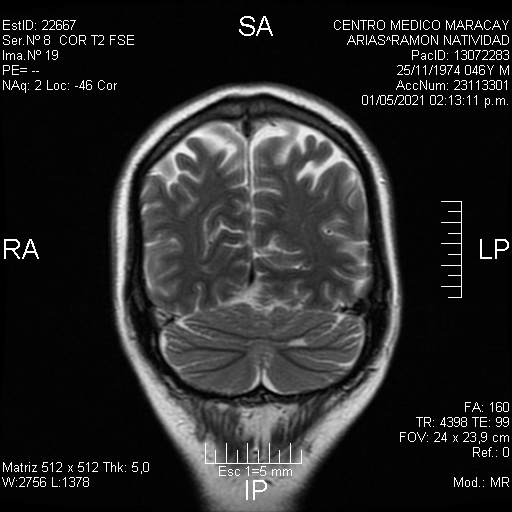 EstID: 22667
Ser.Nº 8 COR T2 FSE
Ima.Nº 19
PE= --
NAq: 2 Loc: -46 Cor
SA
CENTRO MEDICO MARACAY
ARIAS^RAMON NATIVIDAD
PacID: 13072283
25/11/1974 046Y M
AccNum: 23113301
01/05/2021 02:13:11 p.m.
RA
LP
FA: 160
TR: 4398 TE: 99
FOV: 24 x 23,9 cm
Ref.: 0
Mod.: MR
Matriz 512 x 512 Thk: 5,0
W:2756 L:1378
Esc 1=5 mm
IP